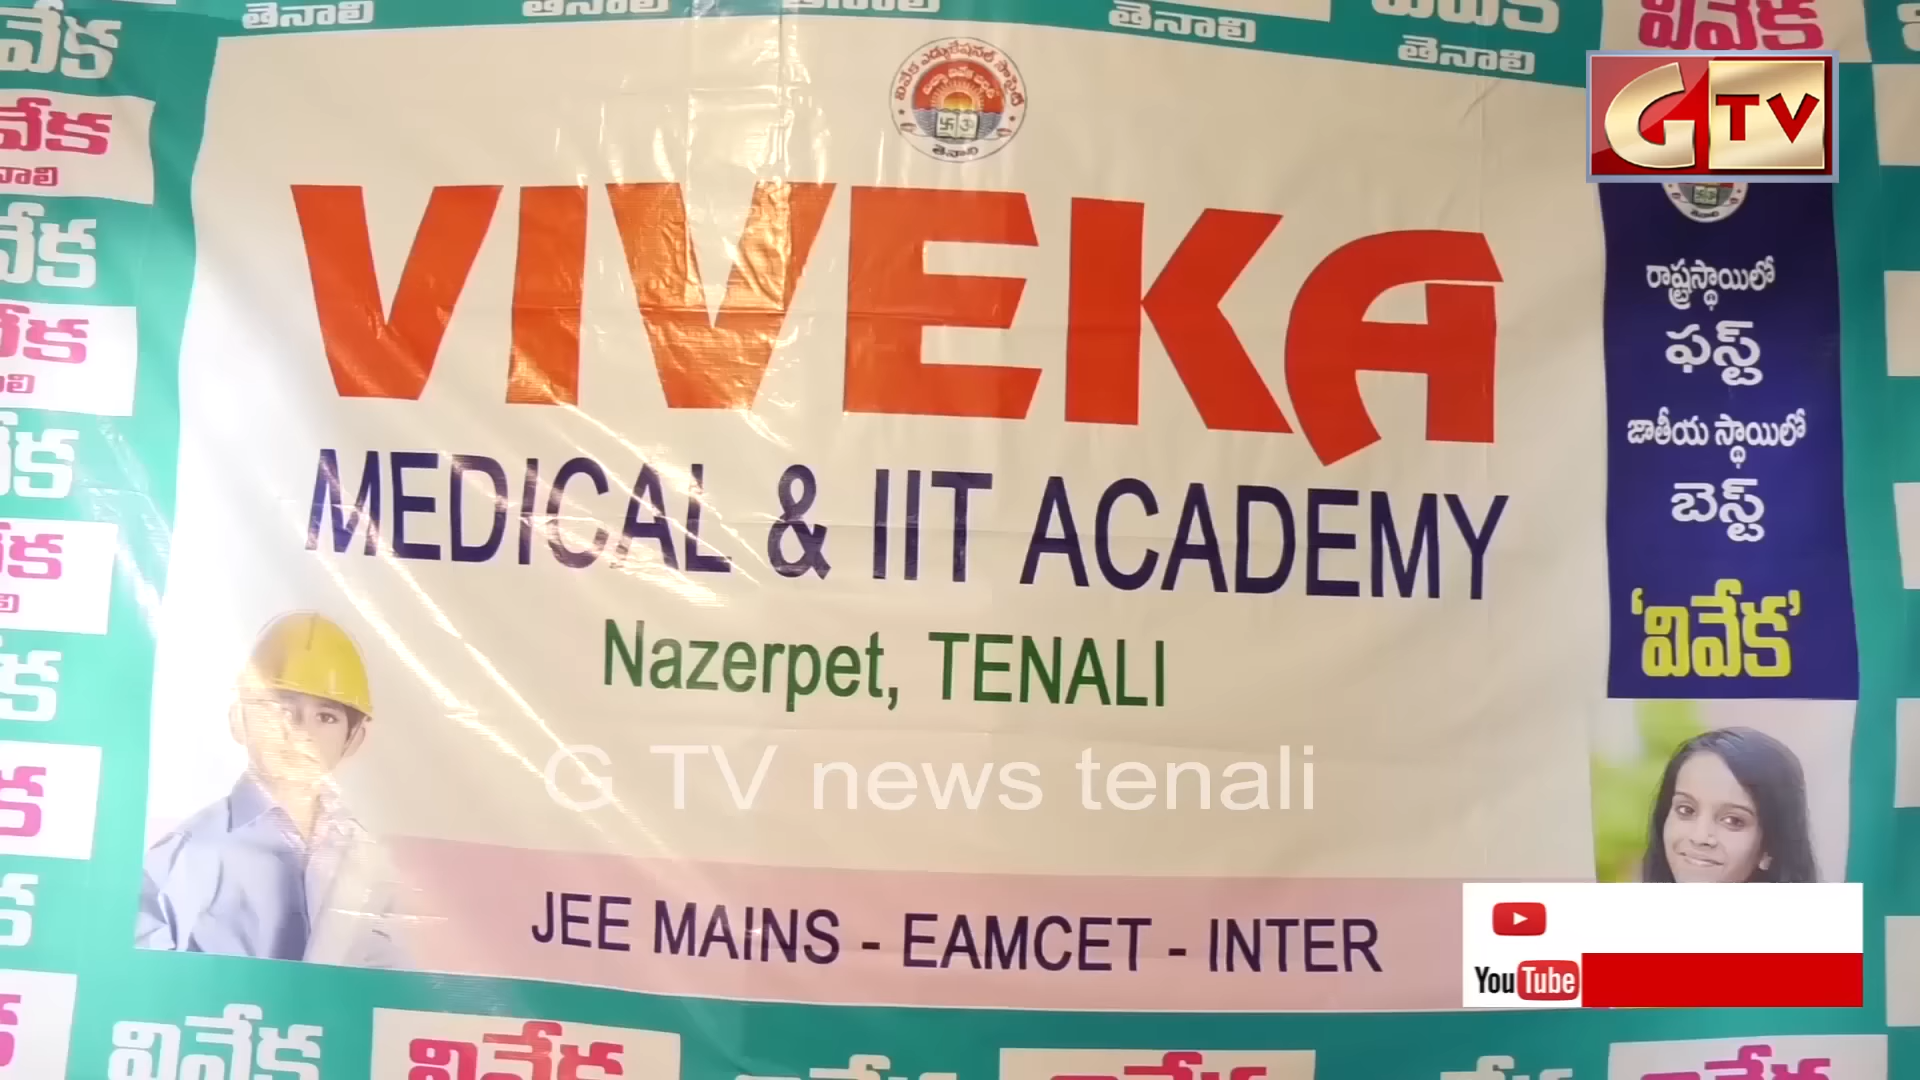 తెనాలి
తెనాలి
తెనాలి
వివేక
తెనాలి
వివేక
GTV
VIVEKA
MEDICAL & IIT ACADEMY
Nazerpet, TENALI
G TV news tenali
JEE MAINS - EAMCET - INTER
రాష్ట్రస్థాయిలో
ఫస్ట్
జాతీయ స్థాయిలో
బెస్ట్
'వివేక'
YouTube
వివేక
వివేక
వివేక